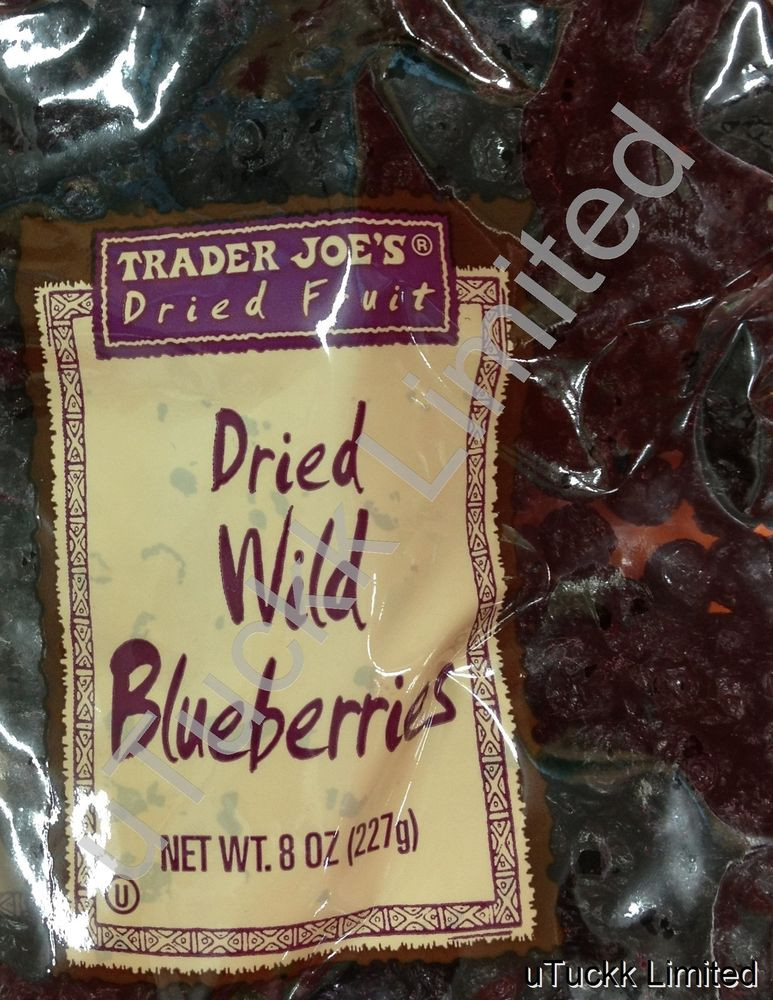 TRADER JOE'S®
Dried Fruit
Dried
Wild
Blueberries
NET WT. 8 OZ (227g)
U
uTuckk Limited
uTuckk Limited